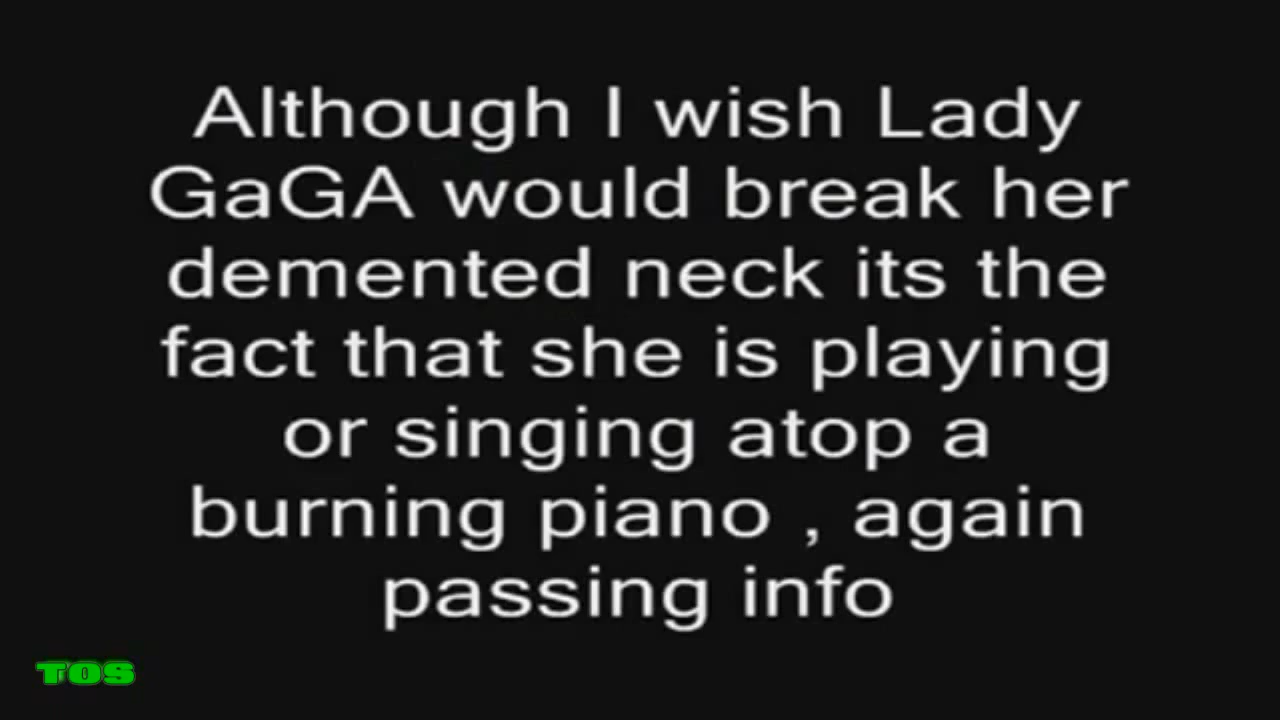 Although I wish Lady
GaGA would break her
demented neck its the
fact that she is playing
or singing atop a
burning piano , again
passing info
TOS